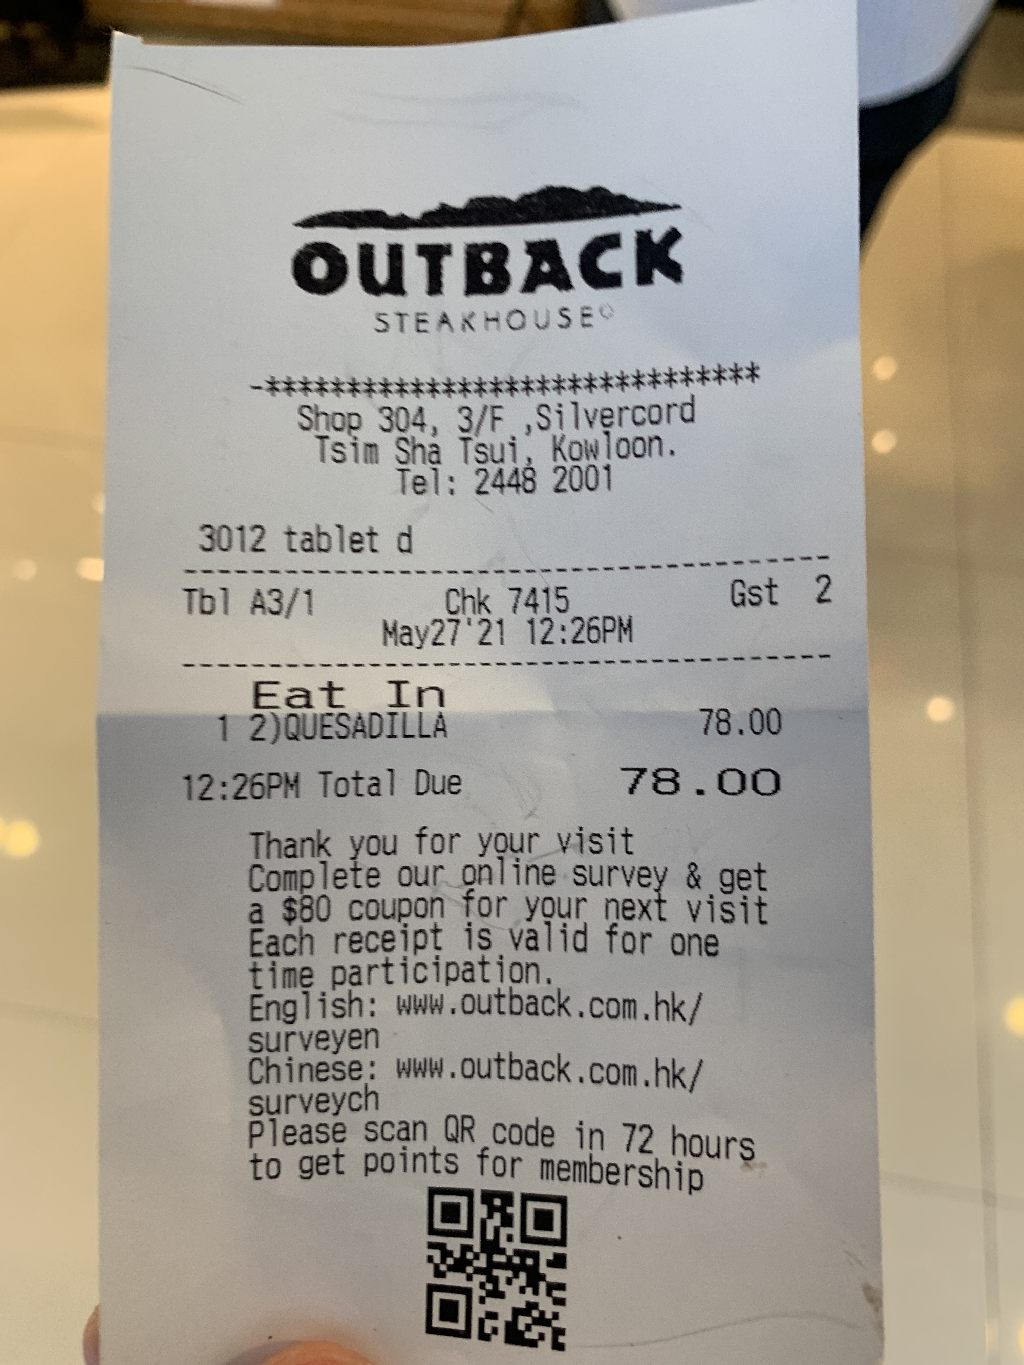 OUTBACK
STEAKHOUSE
-*******************************
Shop 304, 3/F ,Silvercord
Tsim Sha Tsui, Kowloon.
Tel: 2448 2001
3012 tablet d
----------------------------------------
Tbl A3/1 Chk 7415 Gst 2
May27'21 12:26PM
----------------------------------------
Eat In
1 2)QUESADILLA 78.00
12:26PM Total Due 78.00
Thank you for your visit
Complete our online survey & get
a $80 coupon for your next visit
Each receipt is valid for one
time participation.
English: www.outback.com.hk/
surveyen
Chinese: www.outback.com.hk/
surveych
Please scan QR code in 72 hours
to get points for membership